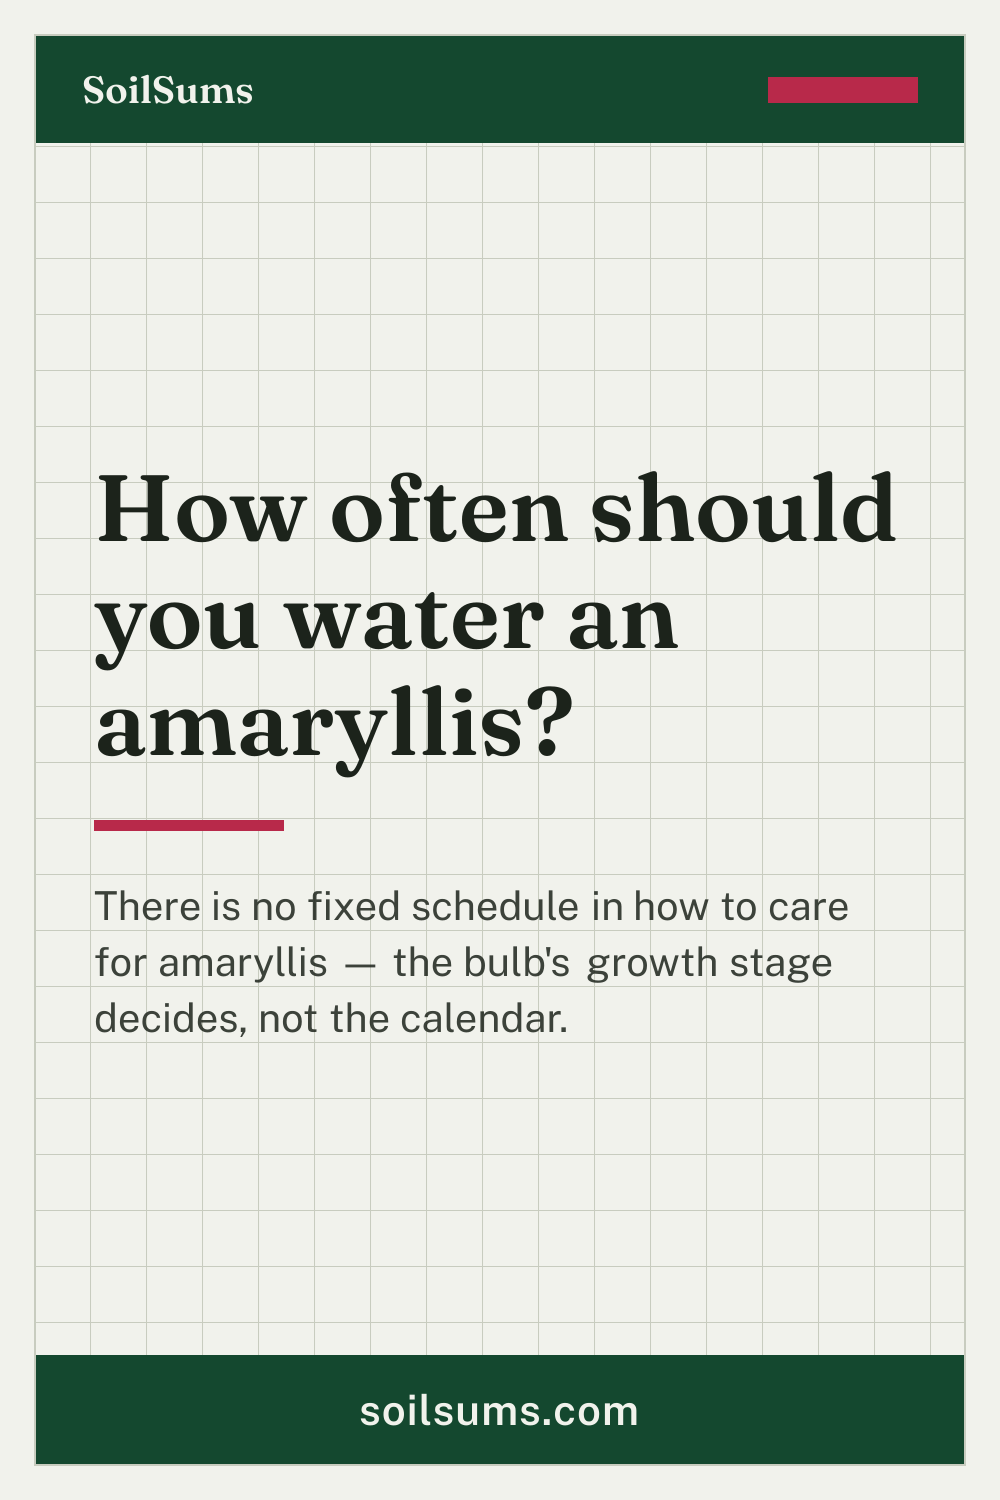 SoilSums
How often should
you water an
amaryllis?
There is no fixed schedule in how to care
for amaryllis — the bulb's growth stage
decides, not the calendar.
soilsums.com